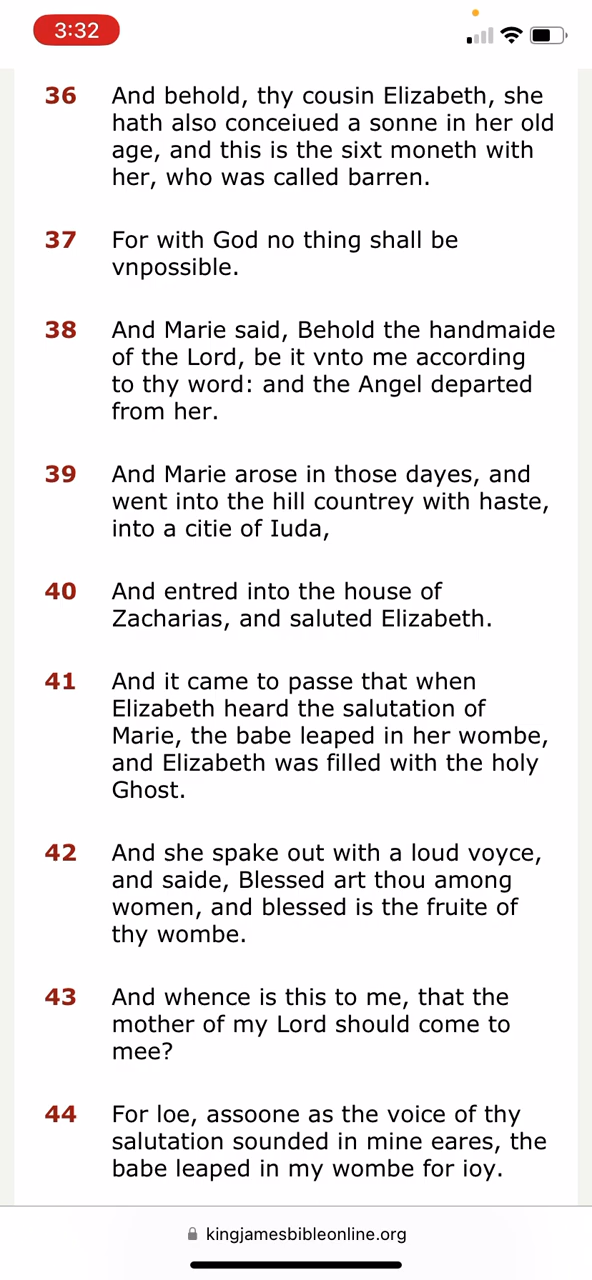 3:32
36 And behold, thy cousin Elizabeth, she
hath also conceiued a sonne in her old
age, and this is the sixt moneth with
her, who was called barren.
37 For with God no thing shall be
vnpossible.
38 And Marie said, Behold the handmaide
of the Lord, be it vnto me according
to thy word: and the Angel departed
from her.
39 And Marie arose in those dayes, and
went into the hill countrey with haste,
into a citie of Iuda,
40 And entred into the house of
Zacharias, and saluted Elizabeth.
41 And it came to passe that when
Elizabeth heard the salutation of
Marie, the babe leaped in her wombe,
and Elizabeth was filled with the holy
Ghost.
42 And she spake out with a loud voyce,
and saide, Blessed art thou among
women, and blessed is the fruite of
thy wombe.
43 And whence is this to me, that the
mother of my Lord should come to
mee?
44 For loe, assoone as the voice of thy
salutation sounded in mine eares, the
babe leaped in my wombe for ioy.
kingjamesbibleonline.org